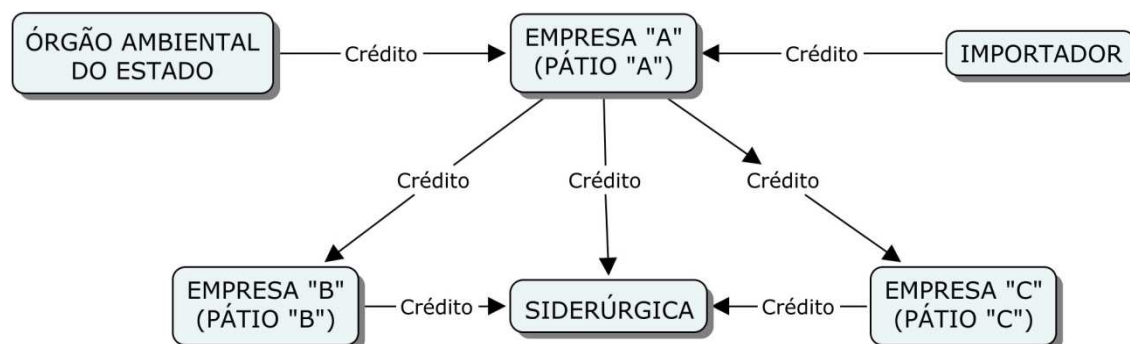 ÓRGÃO AMBIENTAL
DO ESTADO
Crédito
EMPRESA "A"
(PÁTIO "A")
Crédito
IMPORTADOR
Crédito
Crédito
Crédito
EMPRESA "B"
(PÁTIO "B")
Crédito
SIDERÚRGICA
Crédito
EMPRESA "C"
(PÁTIO "C")